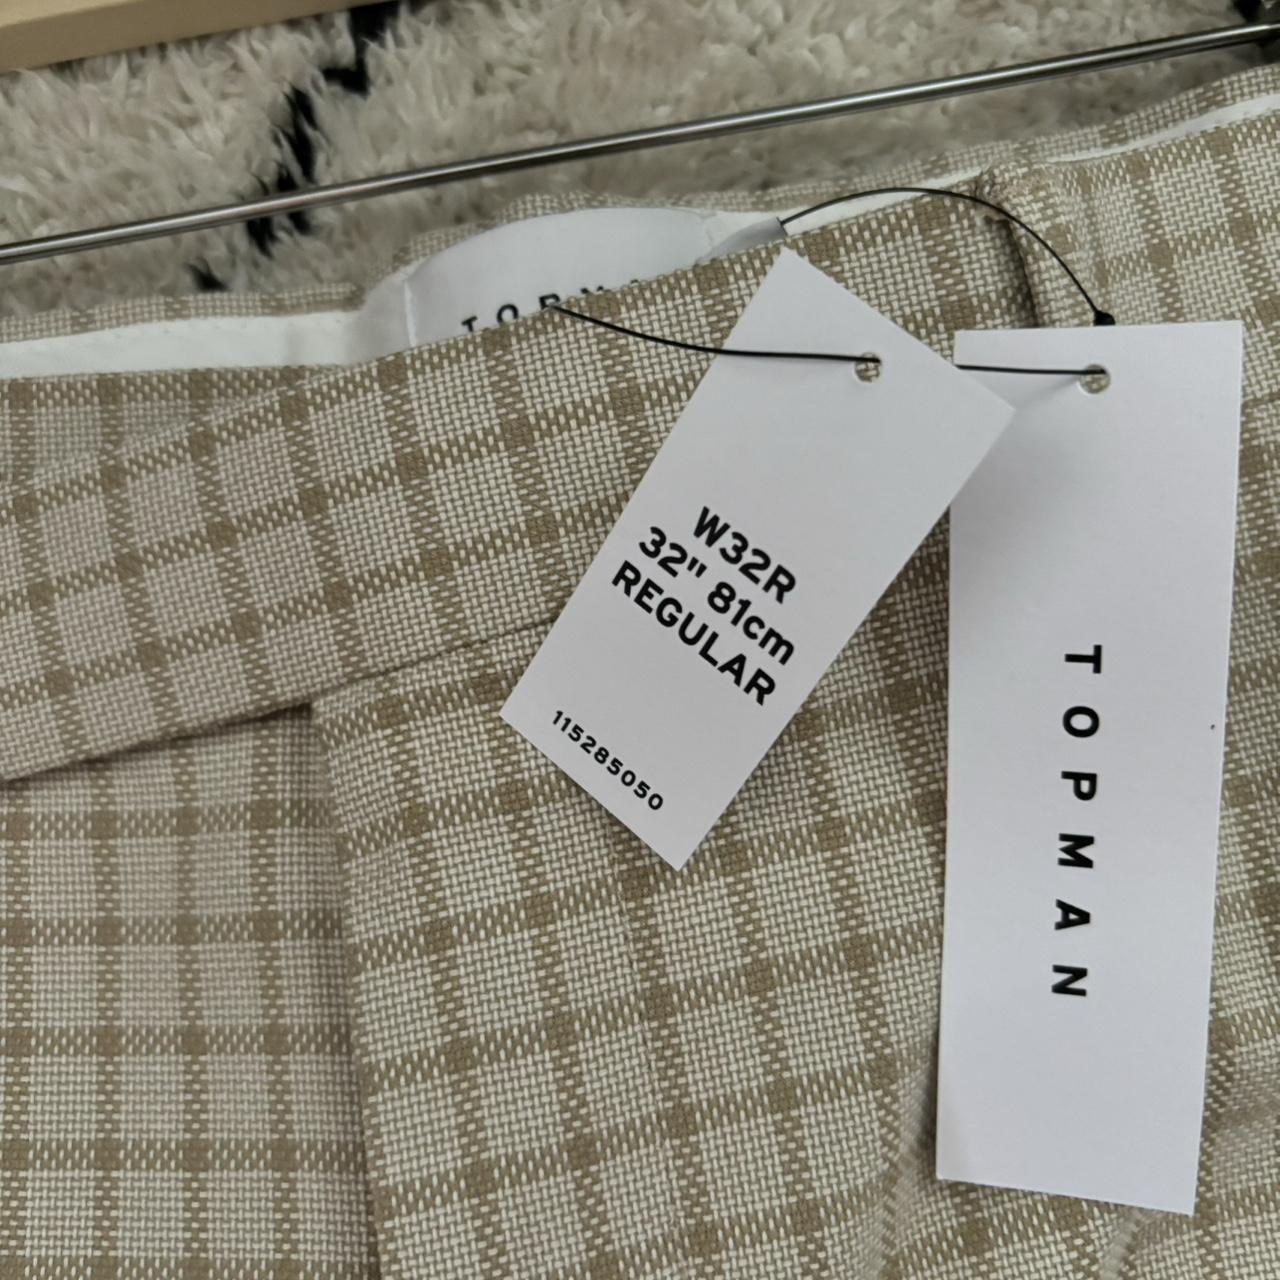 W32R
32" 81cm
REGULAR
115285050
TOPMAN